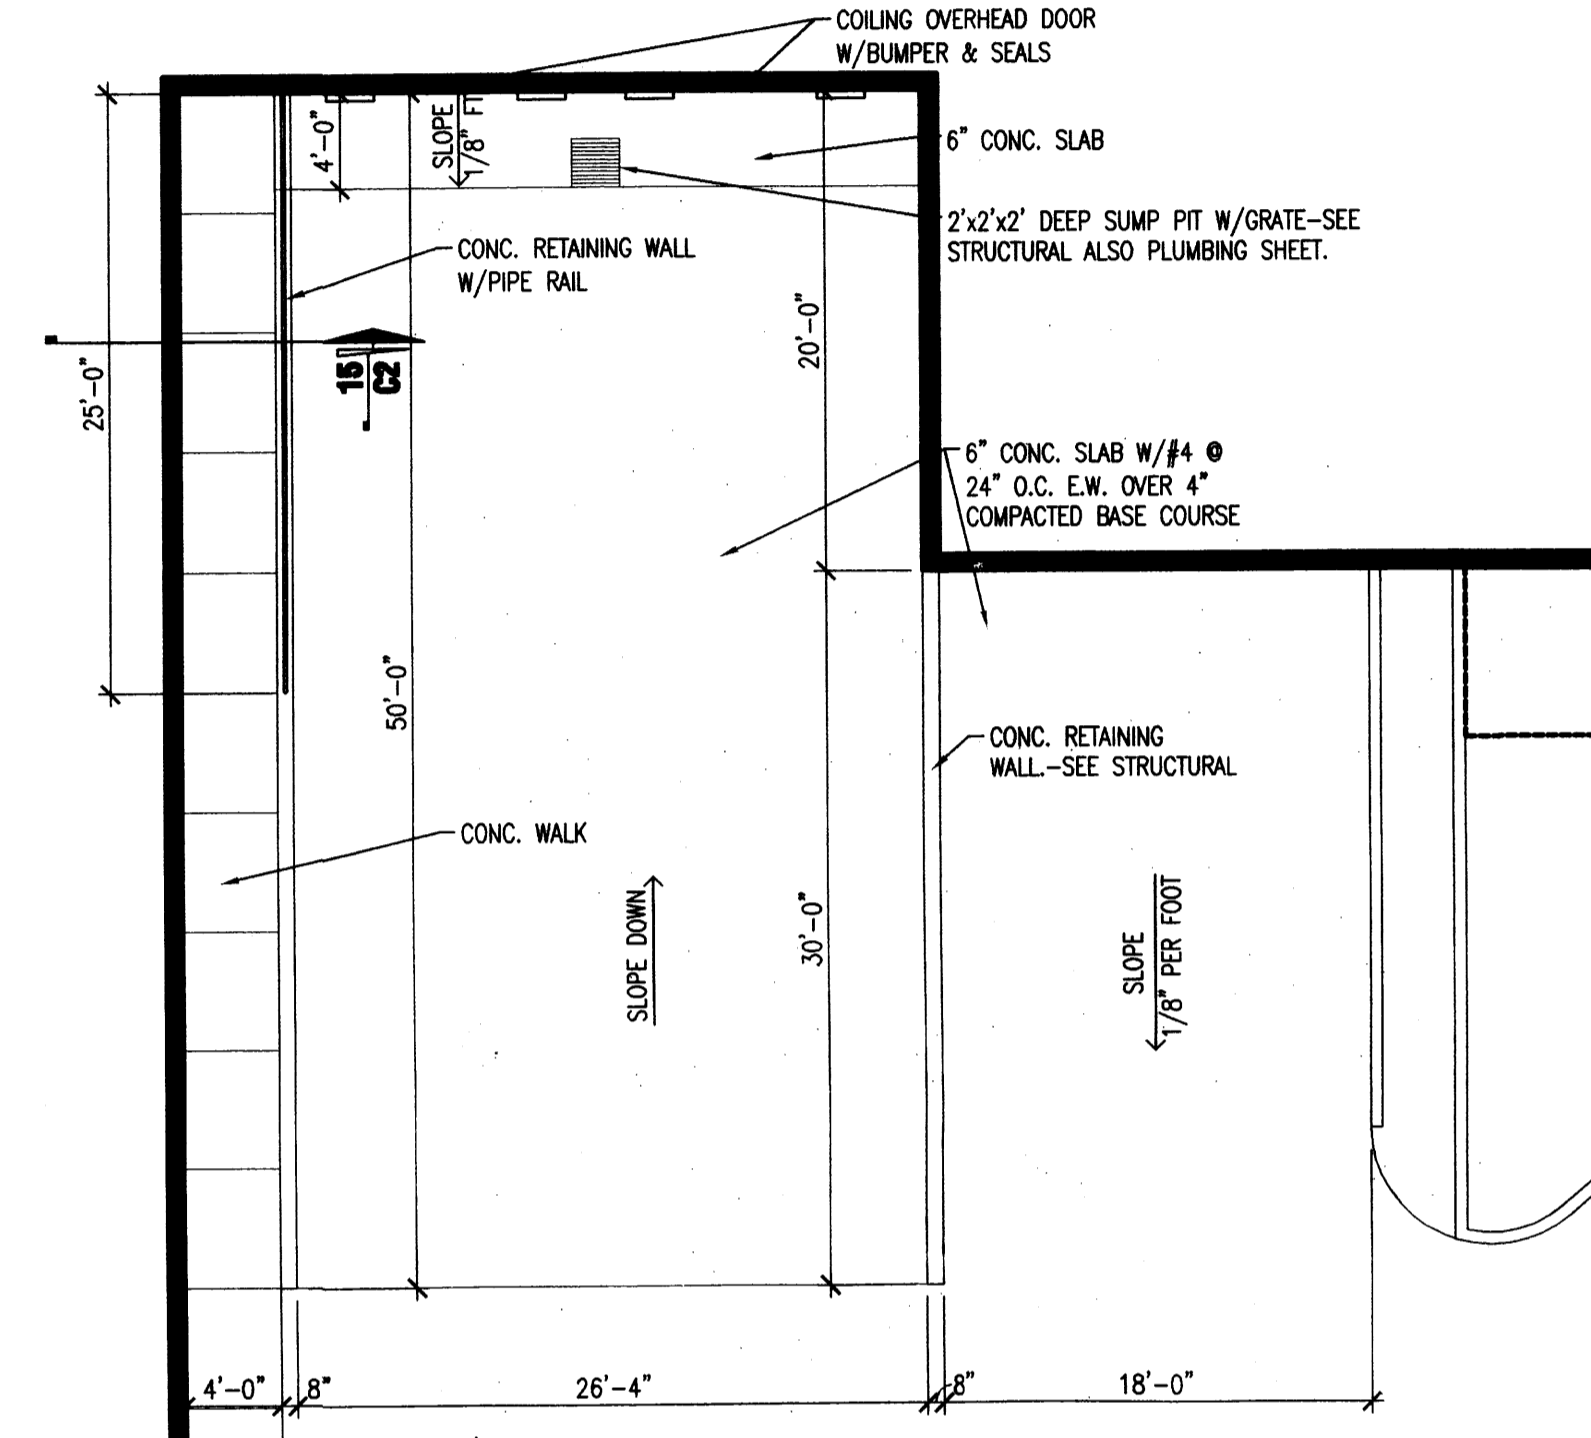 COILING OVERHEAD DOOR
W/BUMPER & SEALS
SLOPE
1/8" FT
4'-0"
6" CONC. SLAB
2'x2'x2' DEEP SUMP PIT W/GRATE-SEE
STRUCTURAL ALSO PLUMBING SHEET.
CONC. RETAINING WALL
W/PIPE RAIL
15
C2
25'-0"
20'-0"
6" CONC. SLAB W/#4 @
24" O.C. E.W. OVER 4"
COMPACTED BASE COURSE
50'-0"
CONC. RETAINING
WALL.-SEE STRUCTURAL
CONC. WALK
SLOPE DOWN
30'-0"
SLOPE
1/8" PER FOOT
4'-0"
8"
26'-4"
8"
18'-0"